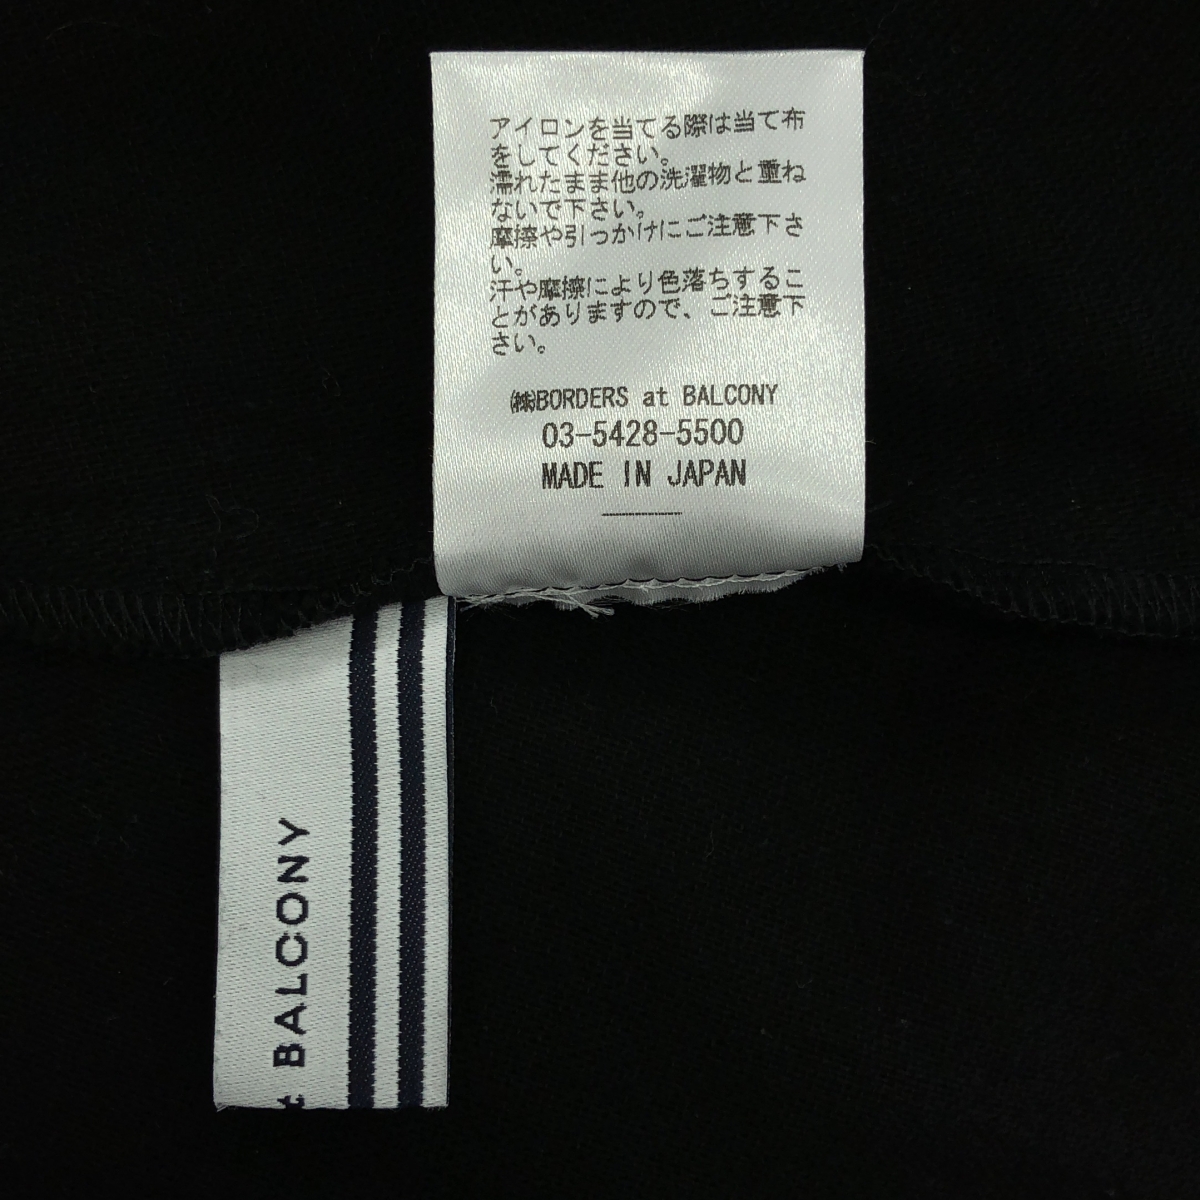 アイロンを当てる際は当て布
をしてください。
濡れたまま他の洗濯物と重ね
ないで下さい。
摩擦や引っかけにご注意下さ
い。
汗や摩擦により色落ちするこ
とがありますので、ご注意下
さい。
㈱BORDERS at BALCONY
03-5428-5500
MADE IN JAPAN
t BALCONY